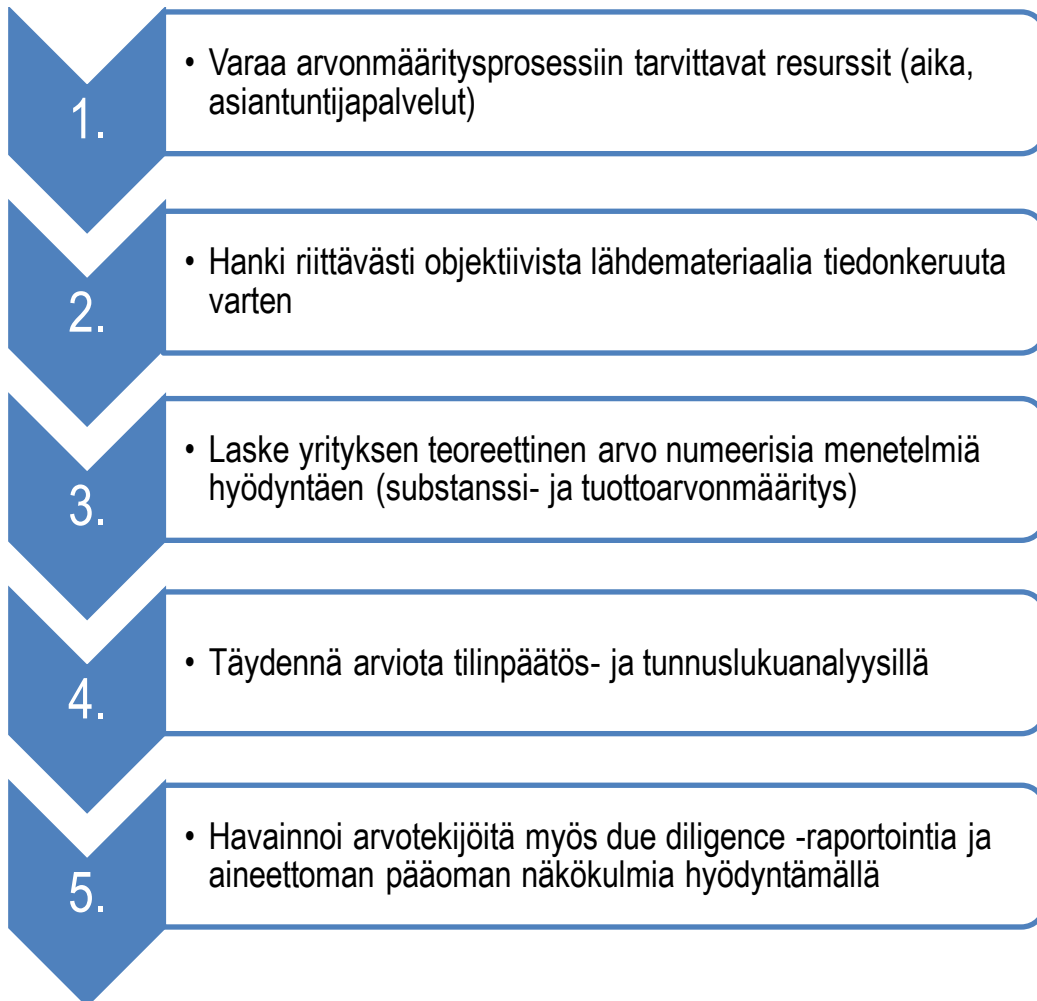 1.
• Varaa arvonmääritysprosessiin tarvittavat resurssit (aika,
asiantuntijapalvelut)
2.
• Hanki riittävästi objektiivista lähdemateriaalia tiedonkeruuta
varten
3.
• Laske yrityksen teoreettinen arvo numeerisia menetelmiä
hyödyntäen (substanssi- ja tuottoarvonmääritys)
4.
• Täydennä arviota tilinpäätös- ja tunnuslukuanalyysillä
5.
• Havainnoi arvotekijöitä myös due diligence -raportointia ja
aineettoman pääoman näkökulmia hyödyntämällä